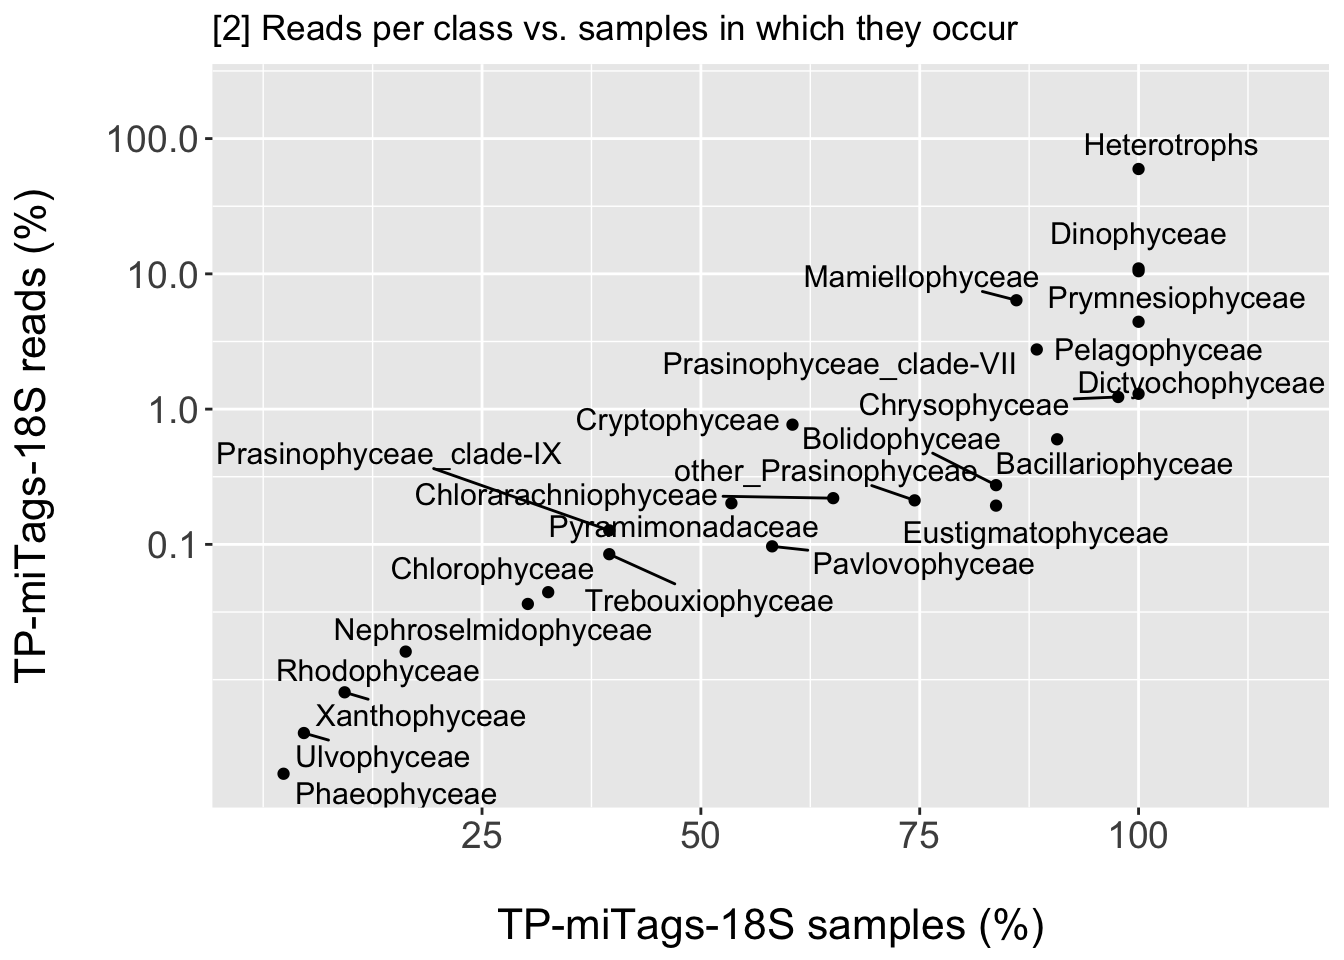 [2] Reads per class vs. samples in which they occur
TP-miTags-18S reads (%)
100.0
10.0
1.0
0.1
Heterotrophs
Dinophyceae
Mamiellophyceae
Prymnesiophyceae
Pelagophyceae
Prasinophyceae_clade-VII
Dictyochophyceae
Chrysophyceae
Cryptophyceae
Bolidophyceae
Prasinophyceae_clade-IX
Bacillariophyceae
other_Prasinophyceae
Chlorarachniophyceae
Pyramimonadaceae
Eustigmatophyceae
Pavlovophyceae
Chlorophyceae
Trebouxiophyceae
Nephroselmidophyceae
Rhodophyceae
Xanthophyceae
Ulvophyceae
Phaeophyceae
25
50
75
100
TP-miTags-18S samples (%)